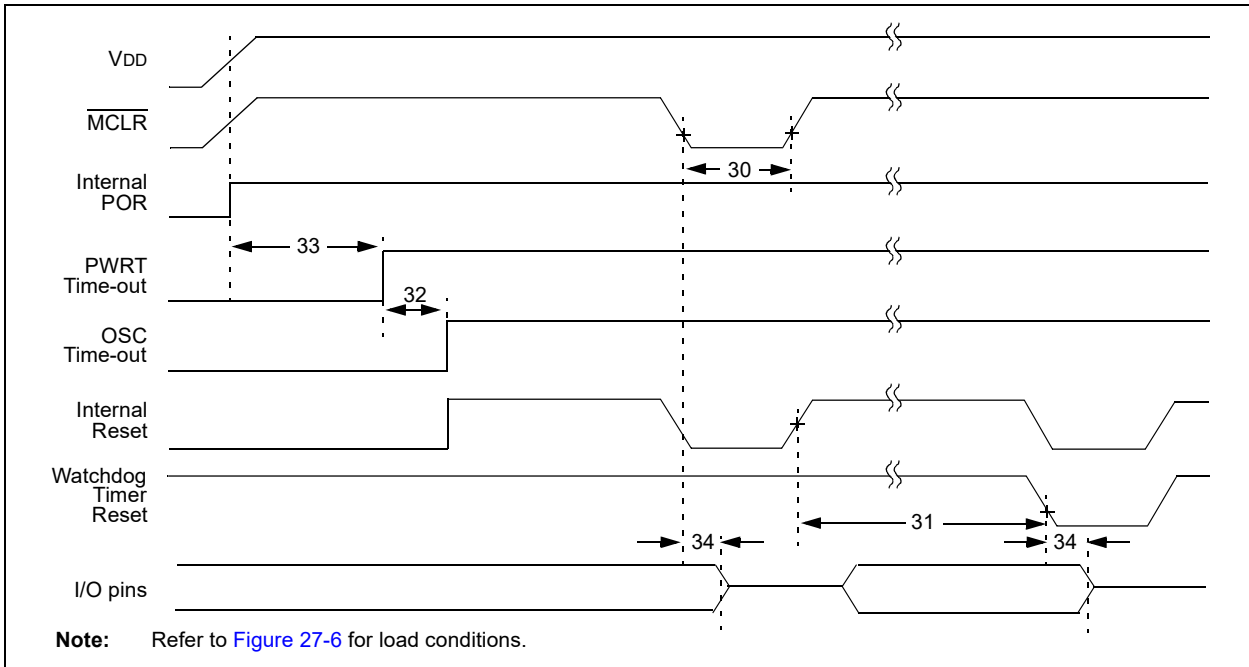 VDD
MCLR
Internal
POR
30
33
PWRT
Time-out
32
OSC
Time-out
Internal
Reset
Watchdog
Timer
Reset
31
34
34
I/O pins
Note: Refer to Figure 27-6 for load conditions.